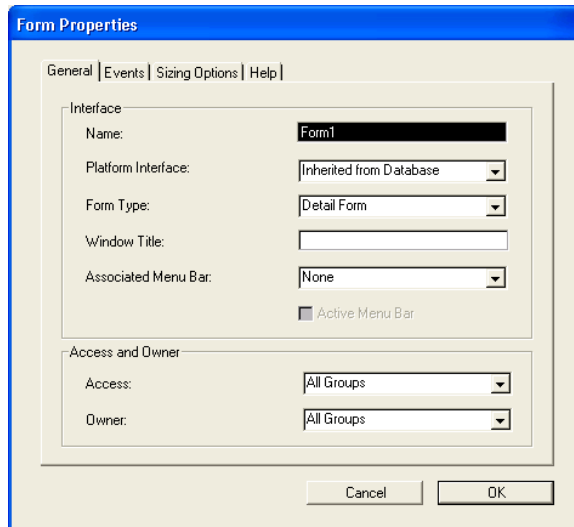 Form Properties
General Events Sizing Options Help
Interface
Name: Form1
Platform Interface: Inherited from Database
Form Type: Detail Form
Window Title:
Associated Menu Bar: None
Active Menu Bar
Access and Owner
Access: All Groups
Owner: All Groups
Cancel OK